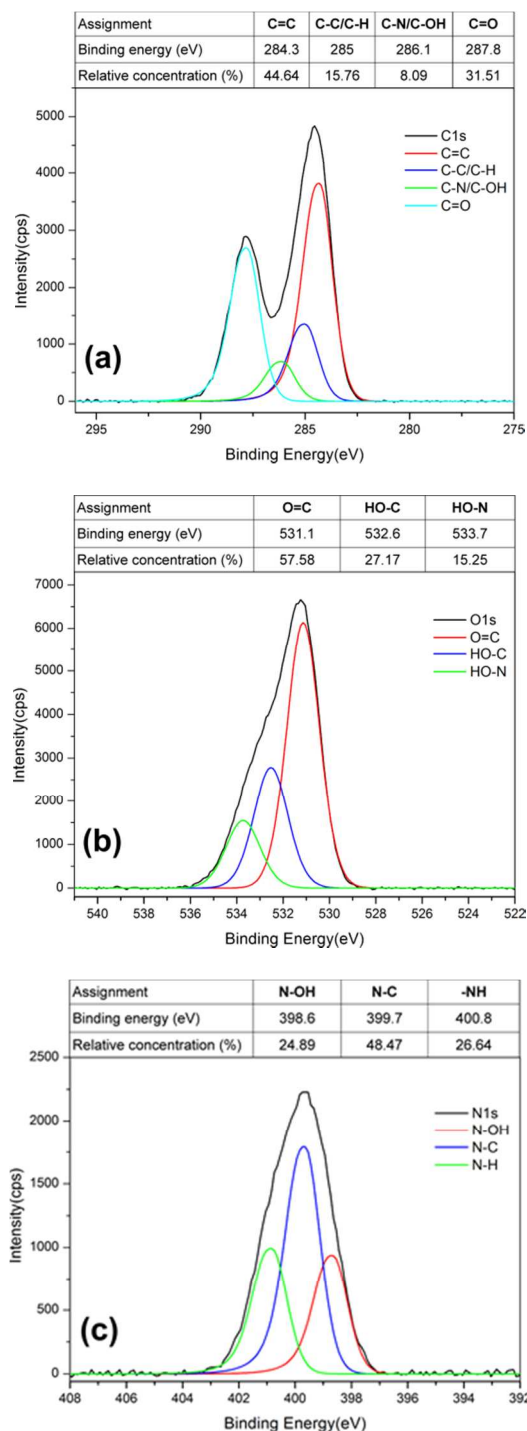 Assignment C=C C-C/C-H C-N/C-OH C=O
Binding energy (eV) 284.3 285 286.1 287.8
Relative concentration (%) 44.64 15.76 8.09 31.51
5000
4000
3000
2000
1000
0
Intensity(cps)
C1s
C=C
C-C/C-H
C-N/C-OH
C=O
(a)
295 290 285 280 275
Binding Energy(eV)
Assignment O=C HO-C HO-N
Binding energy (eV) 531.1 532.6 533.7
Relative concentration (%) 57.58 27.17 15.25
7000
6000
5000
4000
3000
2000
1000
0
Intensity(cps)
O1s
O=C
HO-C
HO-N
(b)
540 538 536 534 532 530 528 526 524 522
Binding Energy(eV)
Assignment N-OH N-C -NH
Binding energy (eV) 398.6 399.7 400.8
Relative concentration (%) 24.89 48.47 26.64
2500
2000
1500
1000
500
0
Intensity(cps)
N1s
N-OH
N-C
N-H
(c)
408 406 404 402 400 398 396 394 392
Binding Energy(eV)